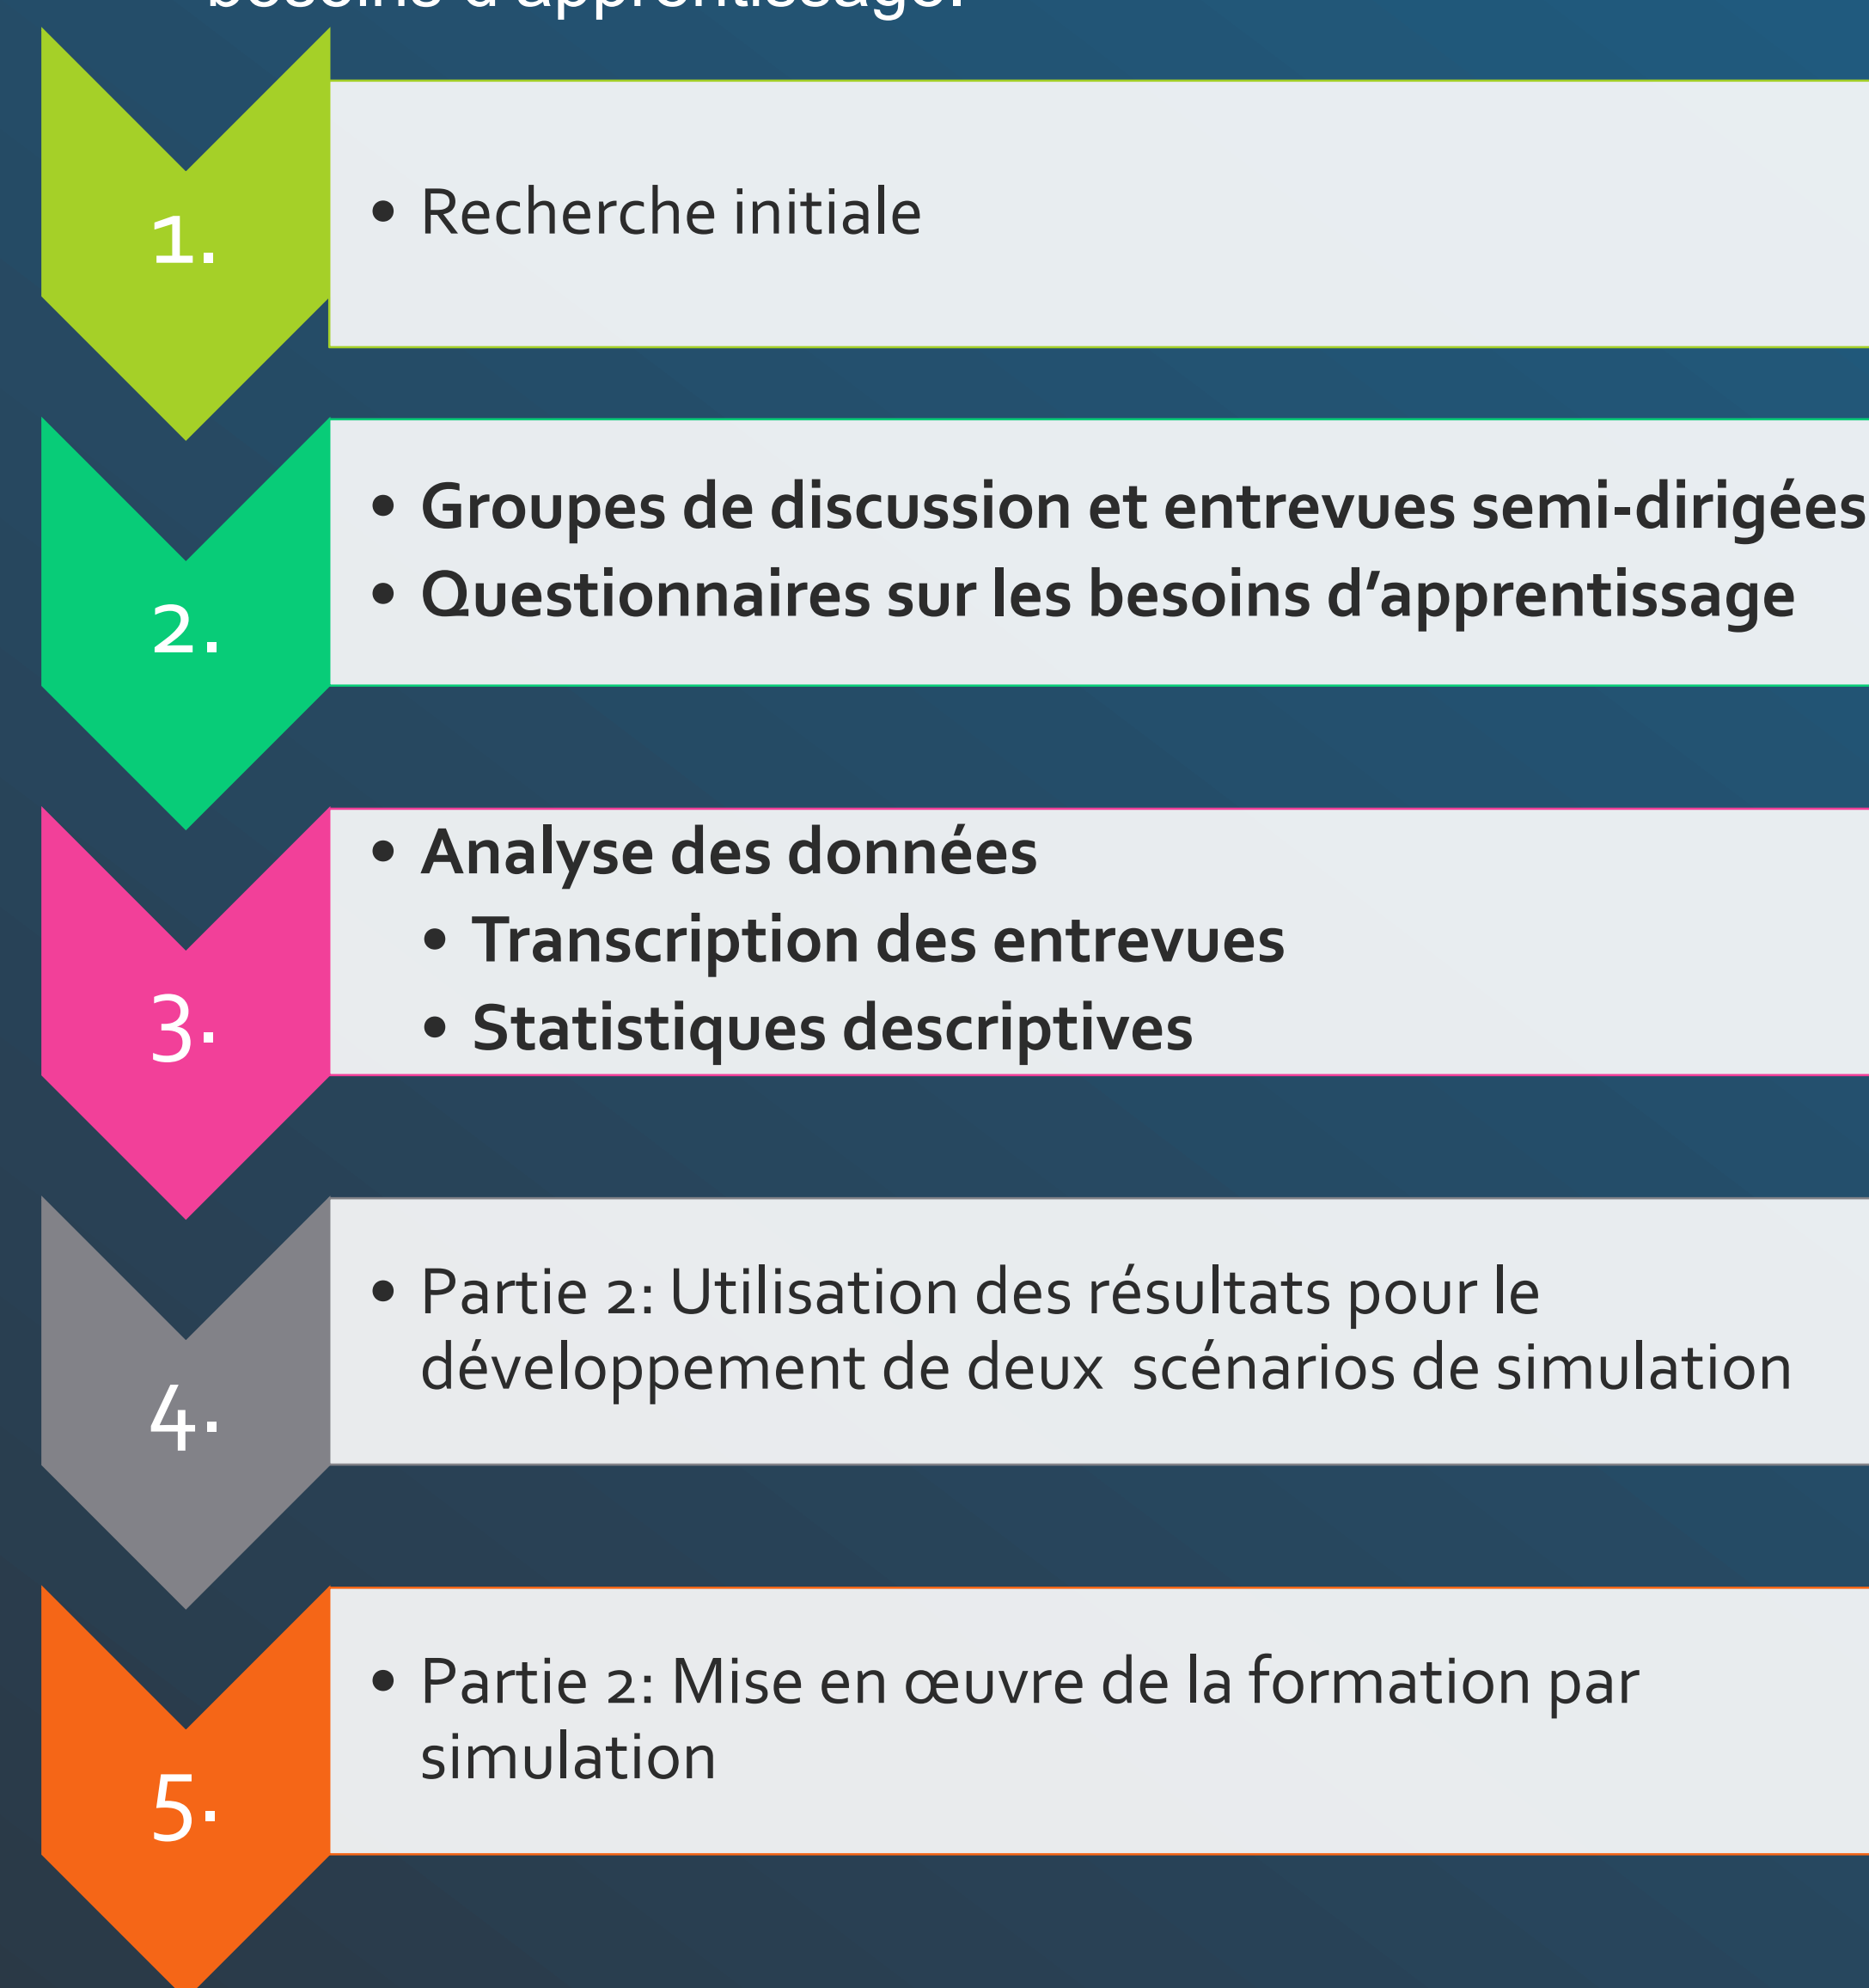 besoins d'apprentissage.
1.
• Recherche initiale
2.
• Groupes de discussion et entrevues semi-dirigées
• Questionnaires sur les besoins d’apprentissage
3.
• Analyse des données
• Transcription des entrevues
• Statistiques descriptives
4.
• Partie 2: Utilisation des résultats pour le
développement de deux  scénarios de simulation
5.
• Partie 2: Mise en œuvre de la formation par
simulation